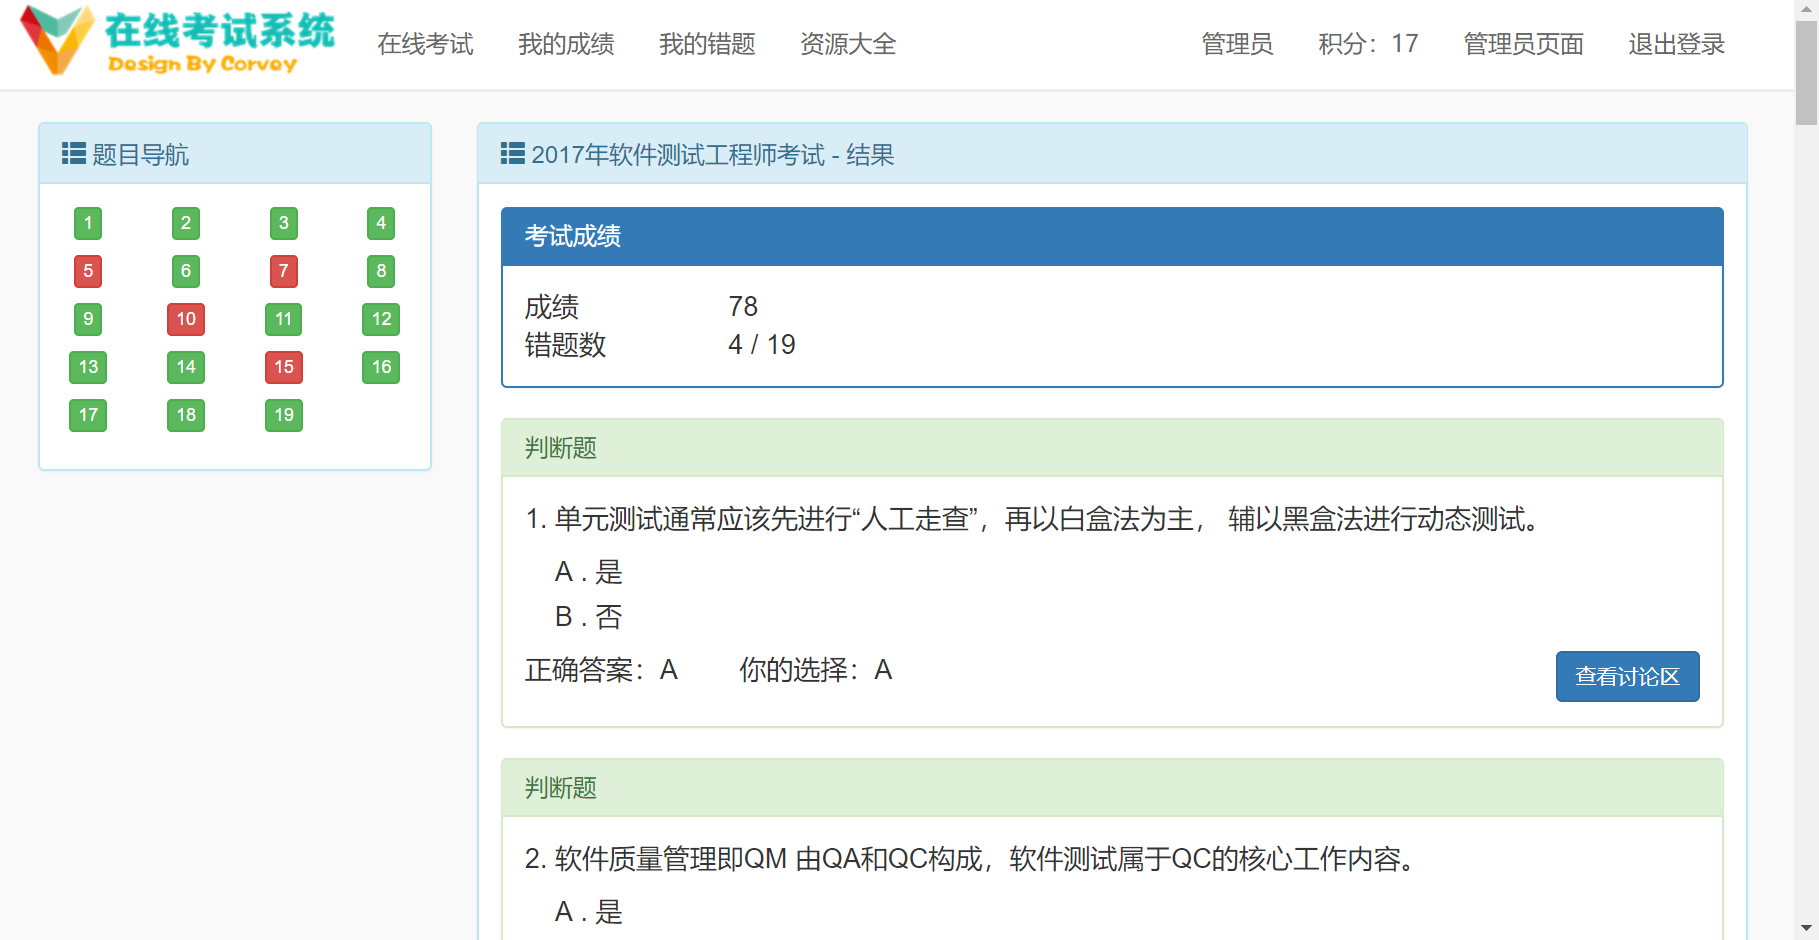 在线考试系统
Design By Corvey
在线考试 我的成绩 我的错题 资源大全 管理员 积分：17 管理员页面 退出登录
题目导航
1 2 3 4
5 6 7 8
9 10 11 12
13 14 15 16
17 18 19
2017年软件测试工程师考试 - 结果
考试成绩
成绩 78
错题数 4 / 19
判断题
1. 单元测试通常应该先进行“人工走查”，再以白盒法为主， 辅以黑盒法进行动态测试。
A . 是
B . 否
正确答案：A 你的选择：A
查看讨论区
判断题
2. 软件质量管理即QM 由QA和QC构成，软件测试属于QC的核心工作内容。
A . 是